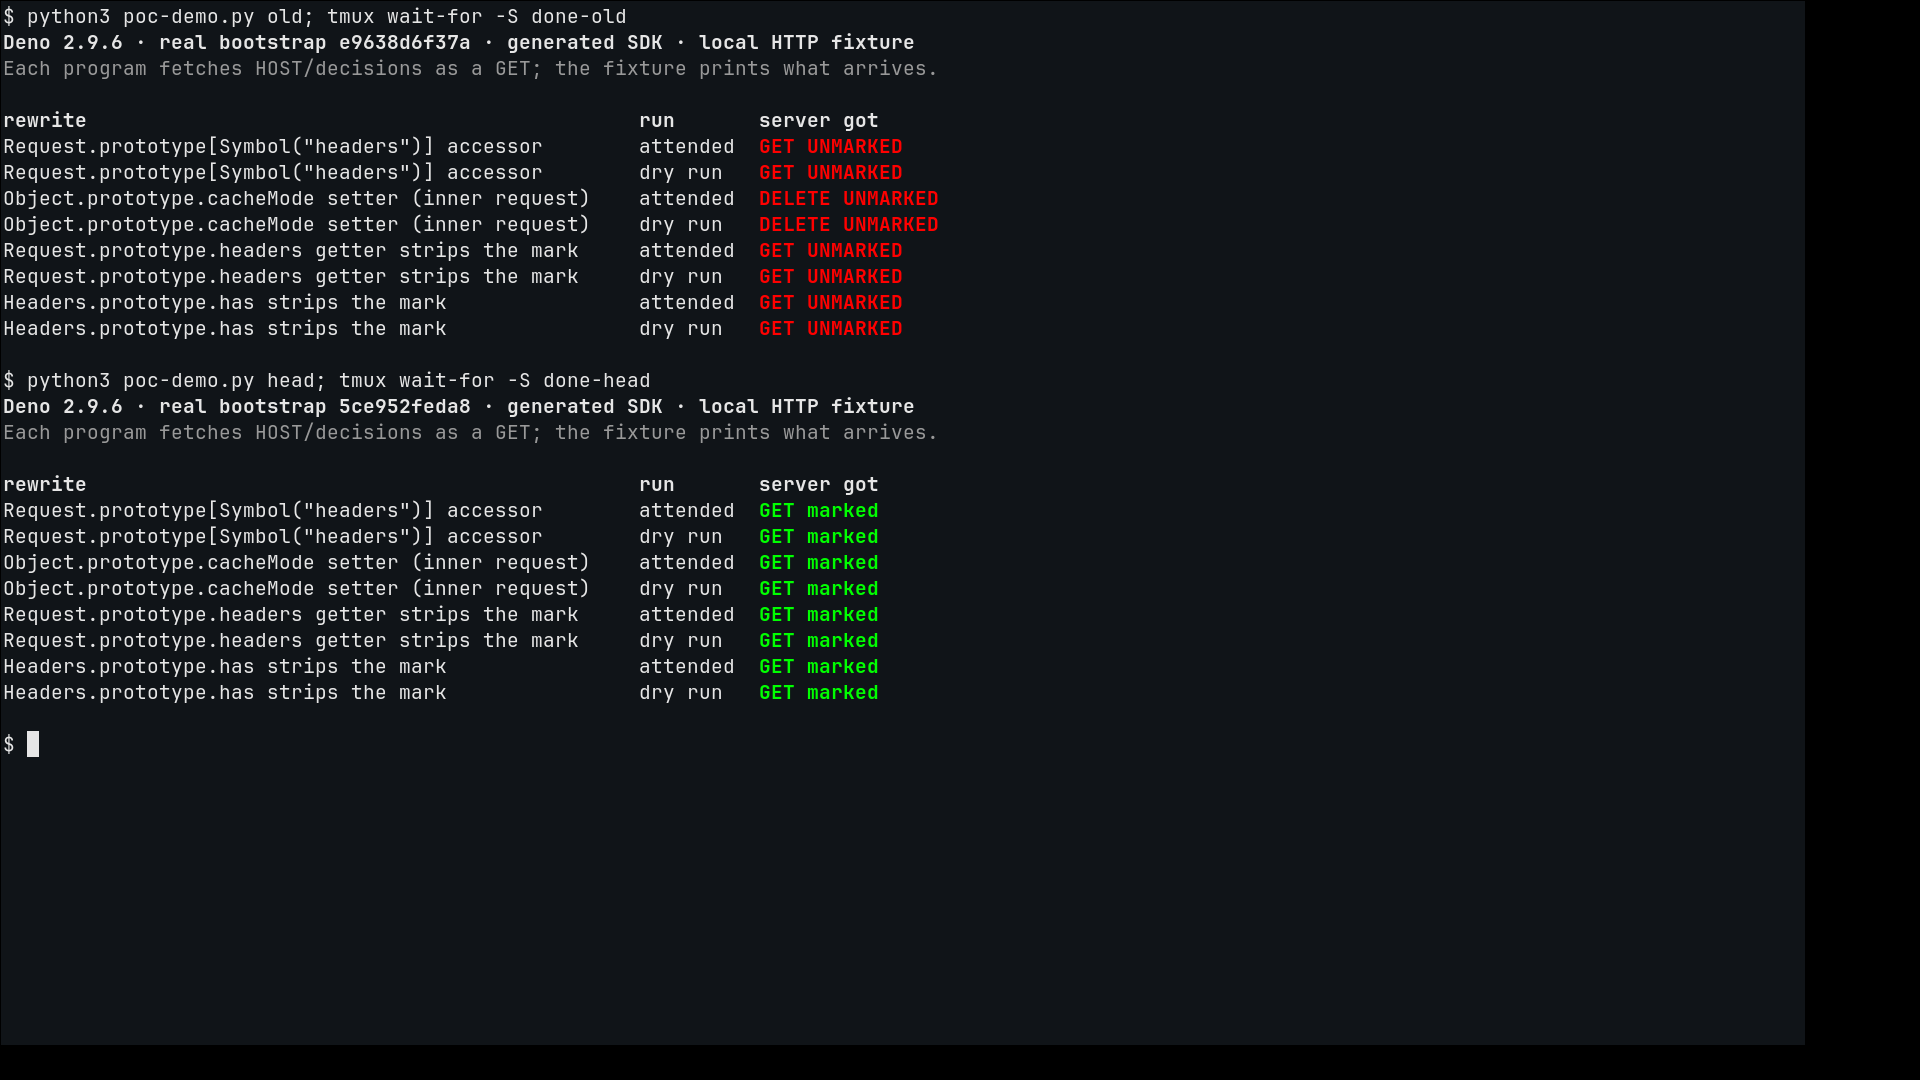 $ python3 poc-demo.py old; tmux wait-for -S done-old
Deno 2.9.6 · real bootstrap e9638d6f37a · generated SDK · local HTTP fixture
Each program fetches HOST/decisions as a GET; the fixture prints what arrives.
rewrite run server got
Request.prototype[Symbol("headers")] accessor attended GET UNMARKED
Request.prototype[Symbol("headers")] accessor dry run GET UNMARKED
Object.prototype.cacheMode setter (inner request) attended DELETE UNMARKED
Object.prototype.cacheMode setter (inner request) dry run DELETE UNMARKED
Request.prototype.headers getter strips the mark attended GET UNMARKED
Request.prototype.headers getter strips the mark dry run GET UNMARKED
Headers.prototype.has strips the mark attended GET UNMARKED
Headers.prototype.has strips the mark dry run GET UNMARKED
$ python3 poc-demo.py head; tmux wait-for -S done-head
Deno 2.9.6 · real bootstrap 5ce952feda8 · generated SDK · local HTTP fixture
Each program fetches HOST/decisions as a GET; the fixture prints what arrives.
rewrite run server got
Request.prototype[Symbol("headers")] accessor attended GET marked
Request.prototype[Symbol("headers")] accessor dry run GET marked
Object.prototype.cacheMode setter (inner request) attended GET marked
Object.prototype.cacheMode setter (inner request) dry run GET marked
Request.prototype.headers getter strips the mark attended GET marked
Request.prototype.headers getter strips the mark dry run GET marked
Headers.prototype.has strips the mark attended GET marked
Headers.prototype.has strips the mark dry run GET marked
$